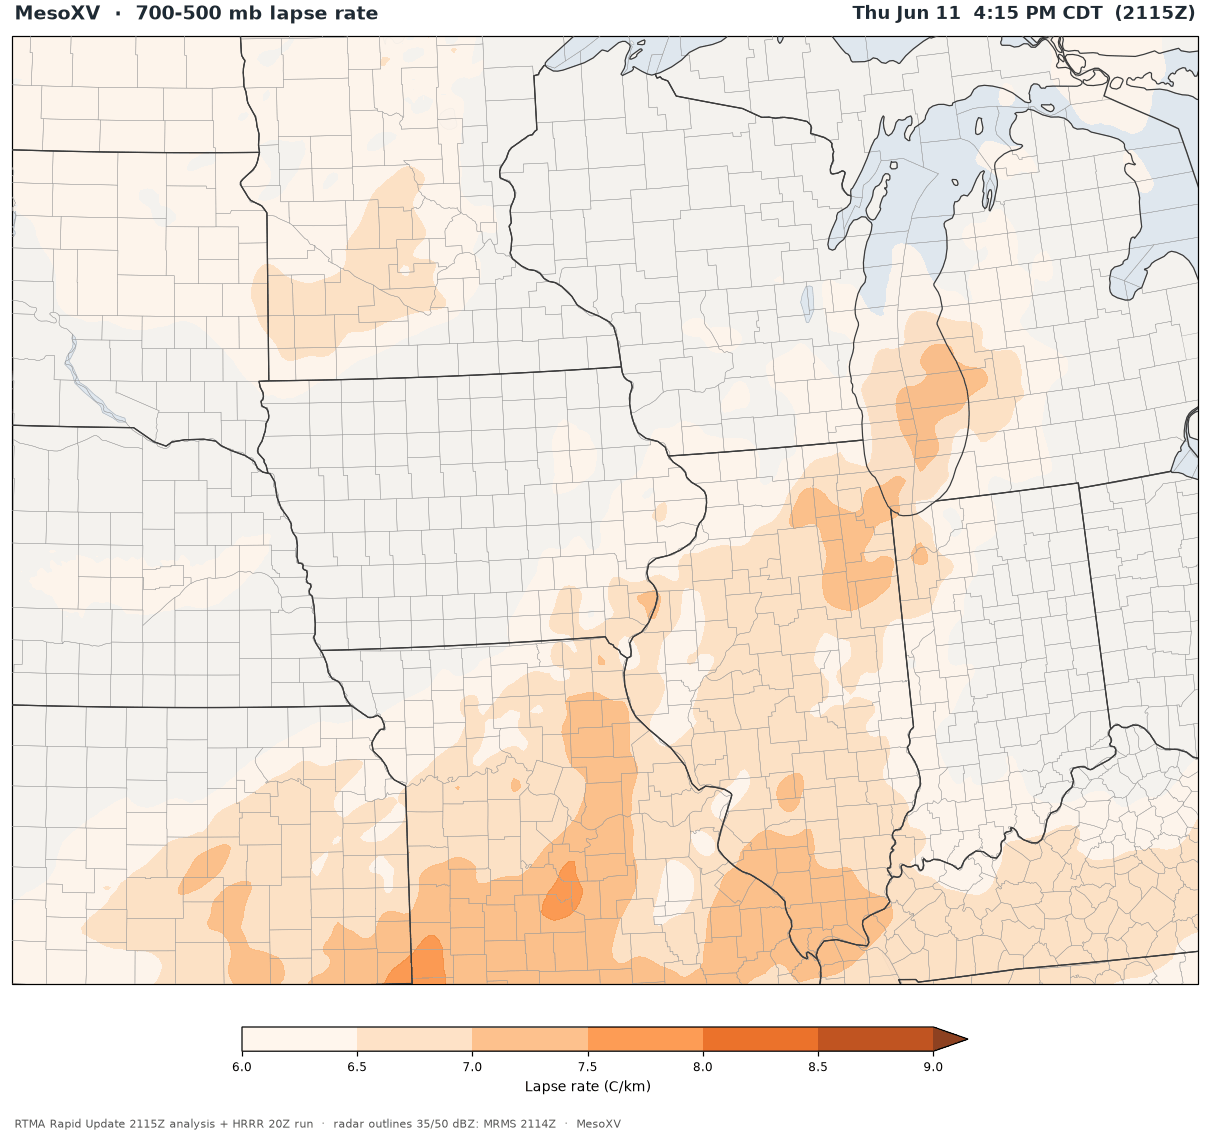 MesoXV · 700-500 mb lapse rate
Thu Jun 11 4:15 PM CDT (2115Z)
6.0 6.5 7.0 7.5 8.0 8.5 9.0
Lapse rate (C/km)
RTMA Rapid Update 2115Z analysis + HRRR 20Z run · radar outlines 35/50 dBZ: MRMS 2114Z · MesoXV